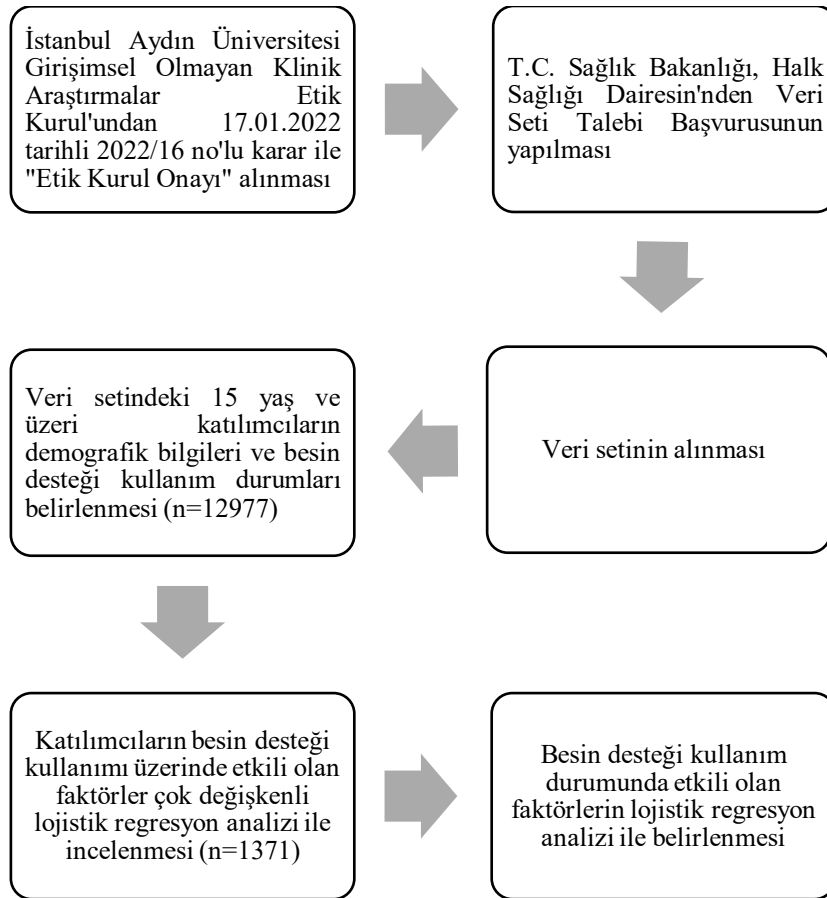 İstanbul Aydın Üniversitesi
Girişimsel Olmayan Klinik
Araştırmalar Etik
Kurul'undan 17.01.2022
tarihli 2022/16 no'lu karar ile
"Etik Kurul Onayı" alınması
T.C. Sağlık Bakanlığı, Halk
Sağlığı Dairesin'nden Veri
Seti Talebi Başvurusunun
yapılması
Veri setinin alınması
Veri setindeki 15 yaş ve
üzeri katılımcıların
demografik bilgileri ve besin
desteği kullanım durumları
belirlenmesi (n=12977)
Katılımcıların besin desteği
kullanımı üzerinde etkili olan
faktörler çok değişkenli
lojistik regresyon analizi ile
incelenmesi (n=1371)
Besin desteği kullanım
durumunda etkili olan
faktörlerin lojistik regresyon
analizi ile belirlenmesi